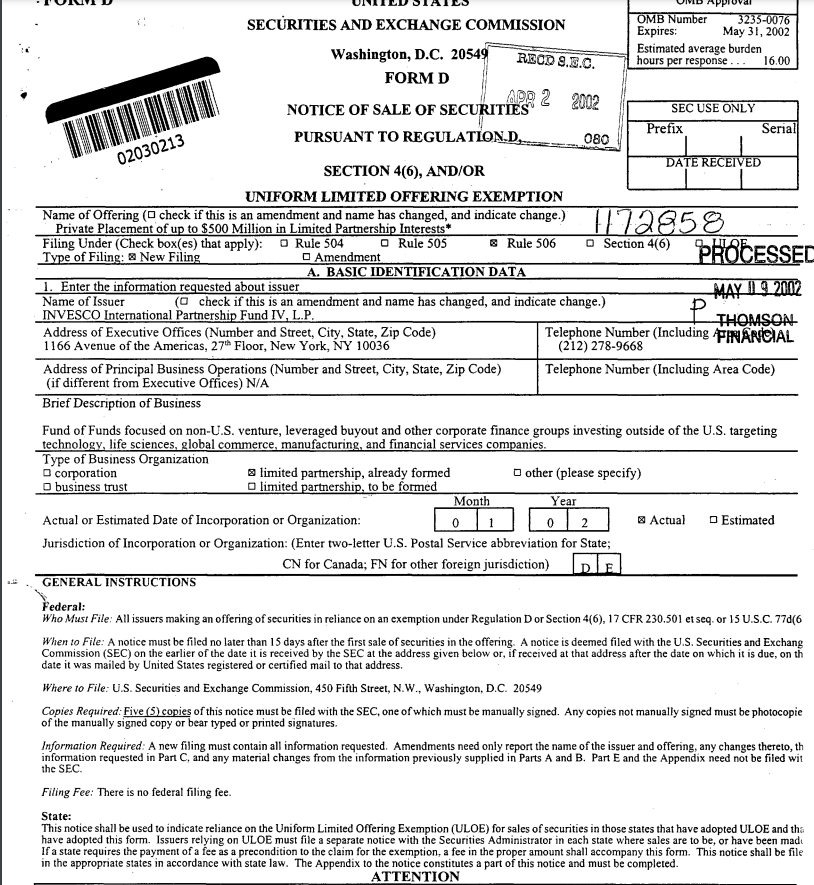 FORM D
UNITED STATES
SECURITIES AND EXCHANGE COMMISSION
Washington, D.C. 20549
FORM D
NOTICE OF SALE OF SECURITIES
PURSUANT TO REGULATION D,
SECTION 4(6), AND/OR
UNIFORM LIMITED OFFERING EXEMPTION
02030213
RECD S.E.C.
APR 2 2002
080
OMB Approval
OMB Number 3235-0076
Expires: May 31, 2002
Estimated average burden
hours per response . . . 16.00
SEC USE ONLY
Prefix Serial
DATE RECEIVED
Name of Offering (☐ check if this is an amendment and name has changed, and indicate change.)
Private Placement of up to $500 Million in Limited Partnership Interests*
1172858
Filing Under (Check box(es) that apply): ☐ Rule 504 ☐ Rule 505 ☒ Rule 506 ☐ Section 4(6) ☐ ULOE
Type of Filing: ☒ New Filing ☐ Amendment
PROCESSED
A. BASIC IDENTIFICATION DATA
1. Enter the information requested about issuer
MAY 09 2002
Name of Issuer (☐ check if this is an amendment and name has changed, and indicate change.)
INVESCO International Partnership Fund IV, L.P.
P
THOMSON
FINANCIAL
Address of Executive Offices (Number and Street, City, State, Zip Code)
1166 Avenue of the Americas, 27th Floor, New York, NY 10036
Telephone Number (Including Area Code)
(212) 278-9668
Address of Principal Business Operations (Number and Street, City, State, Zip Code)
(if different from Executive Offices) N/A
Telephone Number (Including Area Code)
Brief Description of Business
Fund of Funds focused on non-U.S. venture, leveraged buyout and other corporate finance groups investing outside of the U.S. targeting
technology, life sciences, global commerce, manufacturing, and financial services companies.
Type of Business Organization
☐ corporation ☒ limited partnership, already formed ☐ other (please specify)
☐ business trust ☐ limited partnership, to be formed
Month Year
Actual or Estimated Date of Incorporation or Organization: 0 1 0 2 ☒ Actual ☐ Estimated
Jurisdiction of Incorporation or Organization: (Enter two-letter U.S. Postal Service abbreviation for State;
CN for Canada; FN for other foreign jurisdiction) D E
GENERAL INSTRUCTIONS
Federal:
Who Must File: All issuers making an offering of securities in reliance on an exemption under Regulation D or Section 4(6), 17 CFR 230.501 et seq. or 15 U.S.C. 77d(6
When to File: A notice must be filed no later than 15 days after the first sale of securities in the offering. A notice is deemed filed with the U.S. Securities and Exchang
Commission (SEC) on the earlier of the date it is received by the SEC at the address given below or, if received at that address after the date on which it is due, on th
date it was mailed by United States registered or certified mail to that address.
Where to File: U.S. Securities and Exchange Commission, 450 Fifth Street, N.W., Washington, D.C. 20549
Copies Required: Five (5) copies of this notice must be filed with the SEC, one of which must be manually signed. Any copies not manually signed must be photocopie
of the manually signed copy or bear typed or printed signatures.
Information Required: A new filing must contain all information requested. Amendments need only report the name of the issuer and offering, any changes thereto, th
information requested in Part C, and any material changes from the information previously supplied in Parts A and B. Part E and the Appendix need not be filed wit
the SEC.
Filing Fee: There is no federal filing fee.
State:
This notice shall be used to indicate reliance on the Uniform Limited Offering Exemption (ULOE) for sales of securities in those states that have adopted ULOE and tha
have adopted this form. Issuers relying on ULOE must file a separate notice with the Securities Administrator in each state where sales are to be, or have been mad
If a state requires the payment of a fee as a precondition to the claim for the exemption, a fee in the proper amount shall accompany this form. This notice shall be file
in the appropriate states in accordance with state law. The Appendix to the notice constitutes a part of this notice and must be completed.
ATTENTION